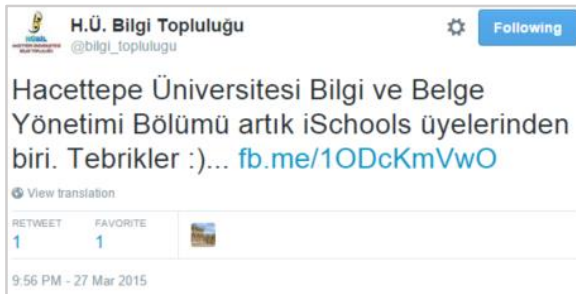 H.Ü. Bilgi Topluluğu
@bilgi_toplulugu
Following
Hacettepe Üniversitesi Bilgi ve Belge
Yönetimi Bölümü artık iSchools üyelerinden
biri. Tebrikler :)... fb.me/1ODcKmVwO
View translation
RETWEET FAVORITE
1 1
9:56 PM - 27 Mar 2015